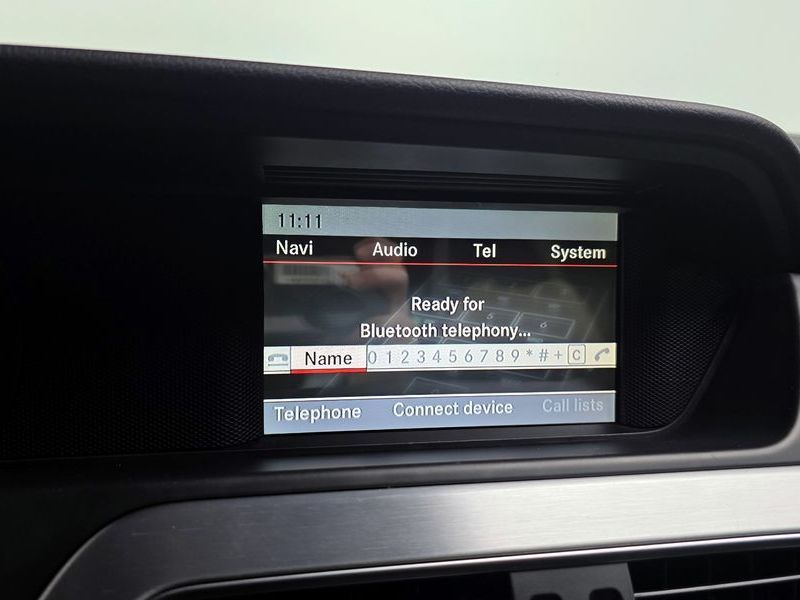 11:11
Navi Audio Tel System
Ready for
Bluetooth telephony...
Name 0 1 2 3 4 5 6 7 8 9 * # + C
Telephone Connect device Call lists